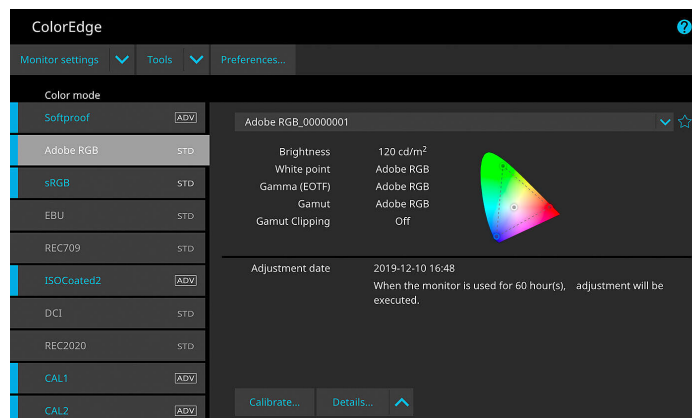 ColorEdge
?
Monitor settings Tools Preferences...
Color mode
Softproof ADV
Adobe RGB STD
sRGB STD
EBU STD
REC709 STD
ISOCoated2 ADV
DCI STD
REC2020 STD
CAL1 ADV
CAL2 ADV
Adobe RGB_00000001
Brightness 120 cd/m²
White point Adobe RGB
Gamma (EOTF) Adobe RGB
Gamut Adobe RGB
Gamut Clipping Off
Adjustment date 2019-12-10 16:48
When the monitor is used for 60 hour(s), adjustment will be
executed.
Calibrate... Details...